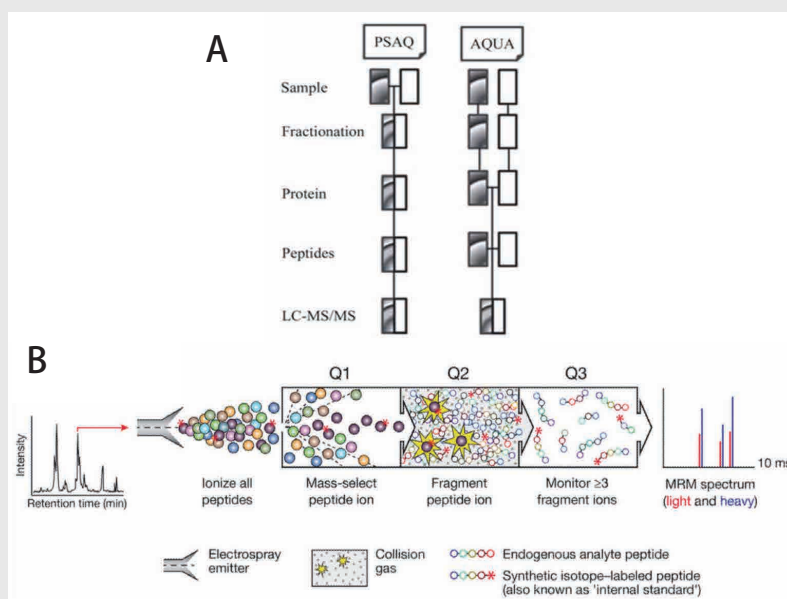 A
PSAQ AQUA
Sample
Fractionation
Protein
Peptides
LC-MS/MS
B
Q1 Q2 Q3
Intensity
Retention time (min)
Ionize all
peptides
Mass-select
peptide ion
Fragment
peptide ion
Monitor ≥3
fragment ions
10 ms
MRM spectrum
(light and heavy)
Electrospray
emitter
Collision
gas
Endogenous analyte peptide
Synthetic isotope–labeled peptide
(also known as 'internal standard')